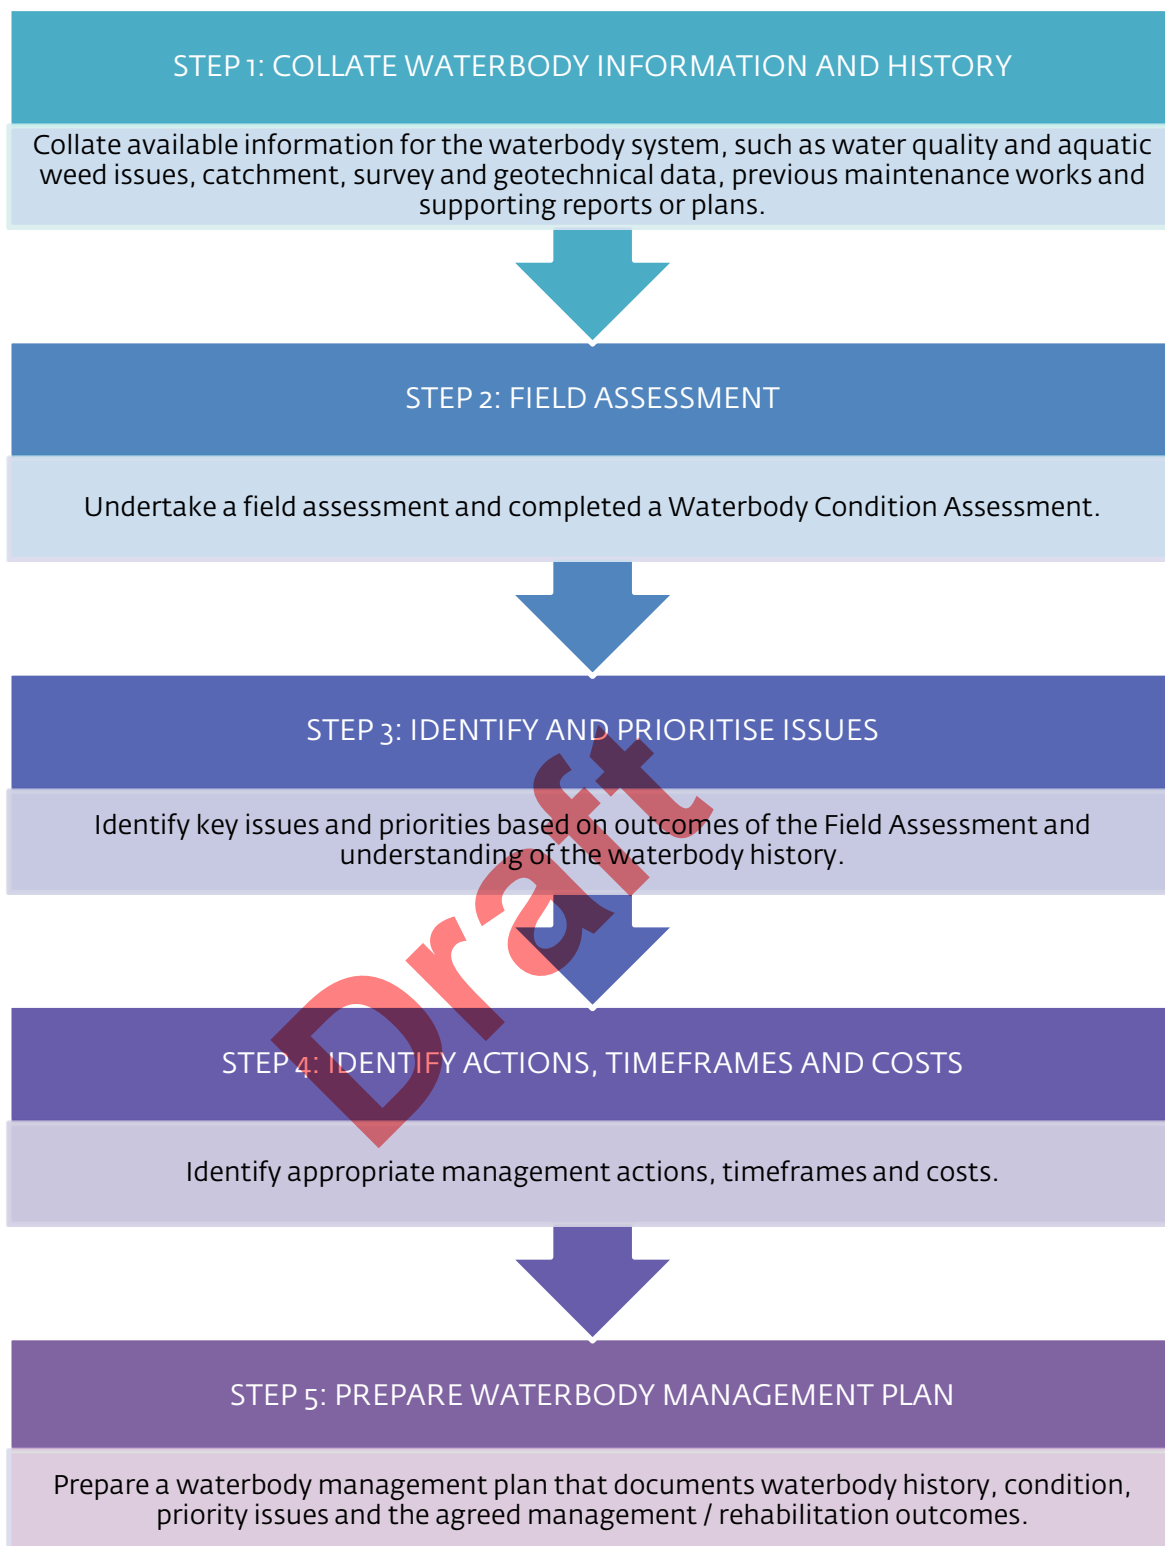 STEP 1: COLLATE WATERBODY INFORMATION AND HISTORY
Collate available information for the waterbody system, such as water quality and aquatic
weed issues, catchment, survey and geotechnical data, previous maintenance works and
supporting reports or plans.
STEP 2: FIELD ASSESSMENT
Undertake a field assessment and completed a Waterbody Condition Assessment.
STEP 3: IDENTIFY AND PRIORITISE ISSUES
Identify key issues and priorities based on outcomes of the Field Assessment and
understanding of the waterbody history.
Draft
STEP 4: IDENTIFY ACTIONS, TIMEFRAMES AND COSTS
Identify appropriate management actions, timeframes and costs.
STEP 5: PREPARE WATERBODY MANAGEMENT PLAN
Prepare a waterbody management plan that documents waterbody history, condition,
priority issues and the agreed management / rehabilitation outcomes.